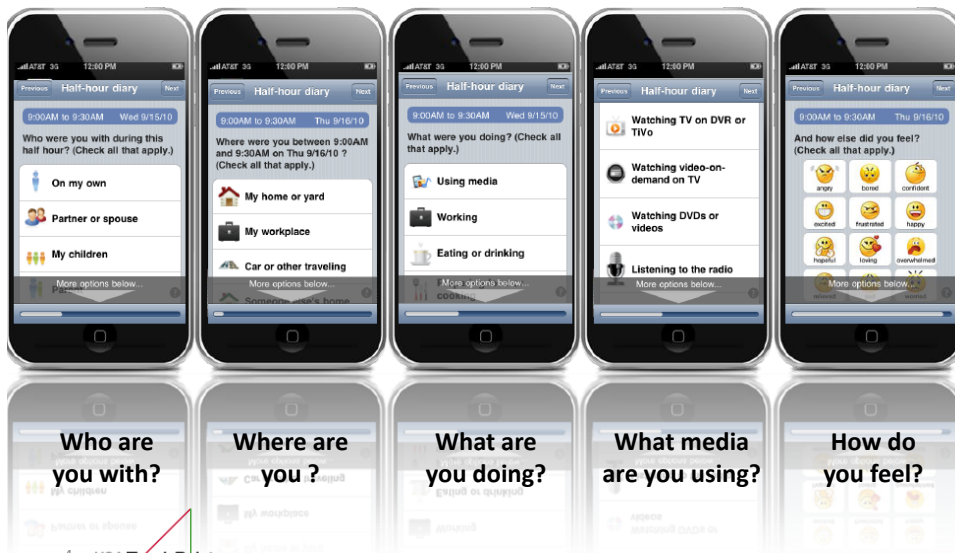 AT&T 3G 12:00 PM
Previous Half-hour diary Next
9:00AM to 9:30AM Wed 9/15/10
Who were you with during this
half hour? (Check all that apply.)
On my own
Partner or spouse
My children
More options below...
AT&T 3G 12:00 PM
Previous Half-hour diary Next
9:00AM to 9:30AM Thu 9/16/10
Where were you between 9:00AM
and 9:30AM on Thu 9/16/10 ?
(Check all that apply.)
My home or yard
My workplace
Car or other traveling
More options below...
Someone else's home
AT&T 3G 12:00 PM
Previous Half-hour diary Next
9:00AM to 9:30AM Wed 9/15/10
What were you doing? (Check all
that apply.)
Using media
Working
Eating or drinking
More options below...
cooking
AT&T 3G 12:00 PM
Previous Half-hour diary Next
Watching TV on DVR or
TiVo
Watching video-on-
demand on TV
Watching DVDs or
videos
Listening to the radio
More options below...
AT&T 3G 12:00 PM
Previous Half-hour diary Next
9:00AM to 9:30AM Thu 9/16/10
And how else did you feel?
(Check all that apply.)
angry bored confident
excited frustrated happy
hopeful loving overwhelmed
More options below...
relieved worried
Who are
you with?
Where are
you ?
What are
you doing?
What media
are you using?
How do
you feel?